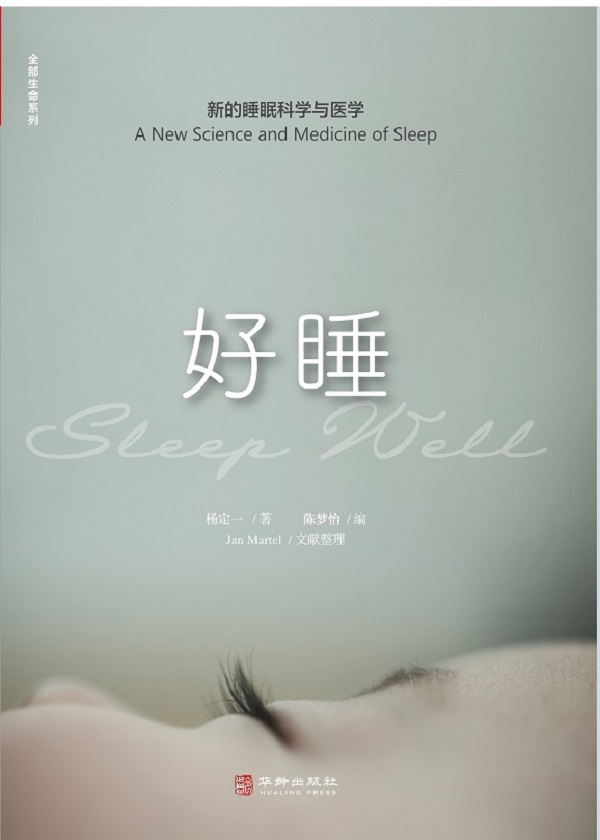 全部生命系列
新的睡眠科学与医学
A New Science and Medicine of Sleep
好睡
Sleep Well
杨定一 / 著 陈梦怡 / 编
Jan Martel / 文献整理
华龄出版社
HUALING PRESS